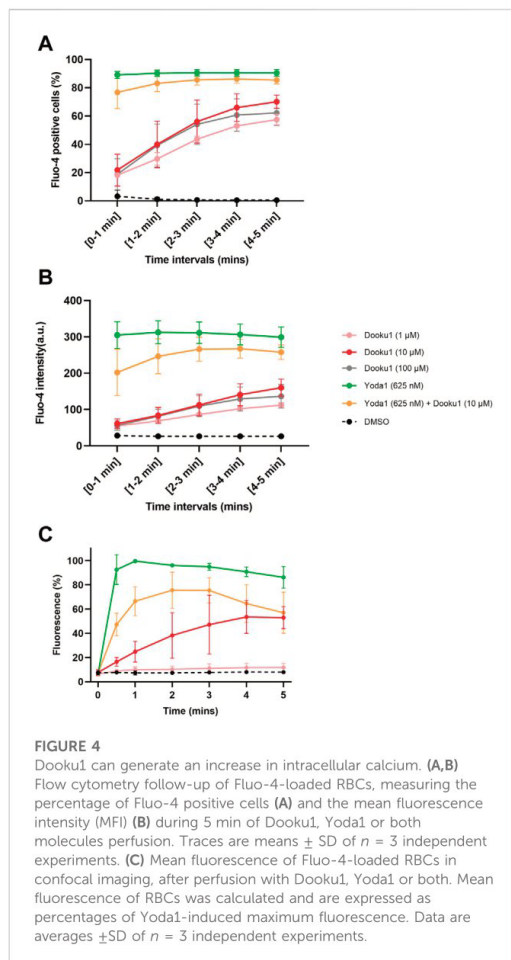 A
Fluo-4 positive cells (%)
100
80
60
40
20
0
[0-1 min]
[1-2 min]
[2-3 min]
[3-4 min]
[4-5 min]
Time intervals (mins)
B
Fluo-4 intensity(a.u.)
400
300
200
100
0
[0-1 min]
[1-2 min]
[2-3 min]
[3-4 min]
[4-5 min]
Time intervals (mins)
Dooku1 (1 μM)
Dooku1 (10 μM)
Dooku1 (100 μM)
Yoda1 (625 nM)
Yoda1 (625 nM) + Dooku1 (10 μM)
DMSO
C
Fluorescence (%)
100
80
60
40
20
0
0 1 2 3 4 5
Time (mins)
FIGURE 4
Dooku1 can generate an increase in intracellular calcium. (A,B)
Flow cytometry follow-up of Fluo-4-loaded RBCs, measuring the
percentage of Fluo-4 positive cells (A) and the mean fluorescence
intensity (MFI) (B) during 5 min of Dooku1, Yoda1 or both
molecules perfusion. Traces are means ± SD of n = 3 independent
experiments. (C) Mean fluorescence of Fluo-4-loaded RBCs in
confocal imaging, after perfusion with Dooku1, Yoda1 or both. Mean
fluorescence of RBCs was calculated and are expressed as
percentages of Yoda1-induced maximum fluorescence. Data are
averages ±SD of n = 3 independent experiments.